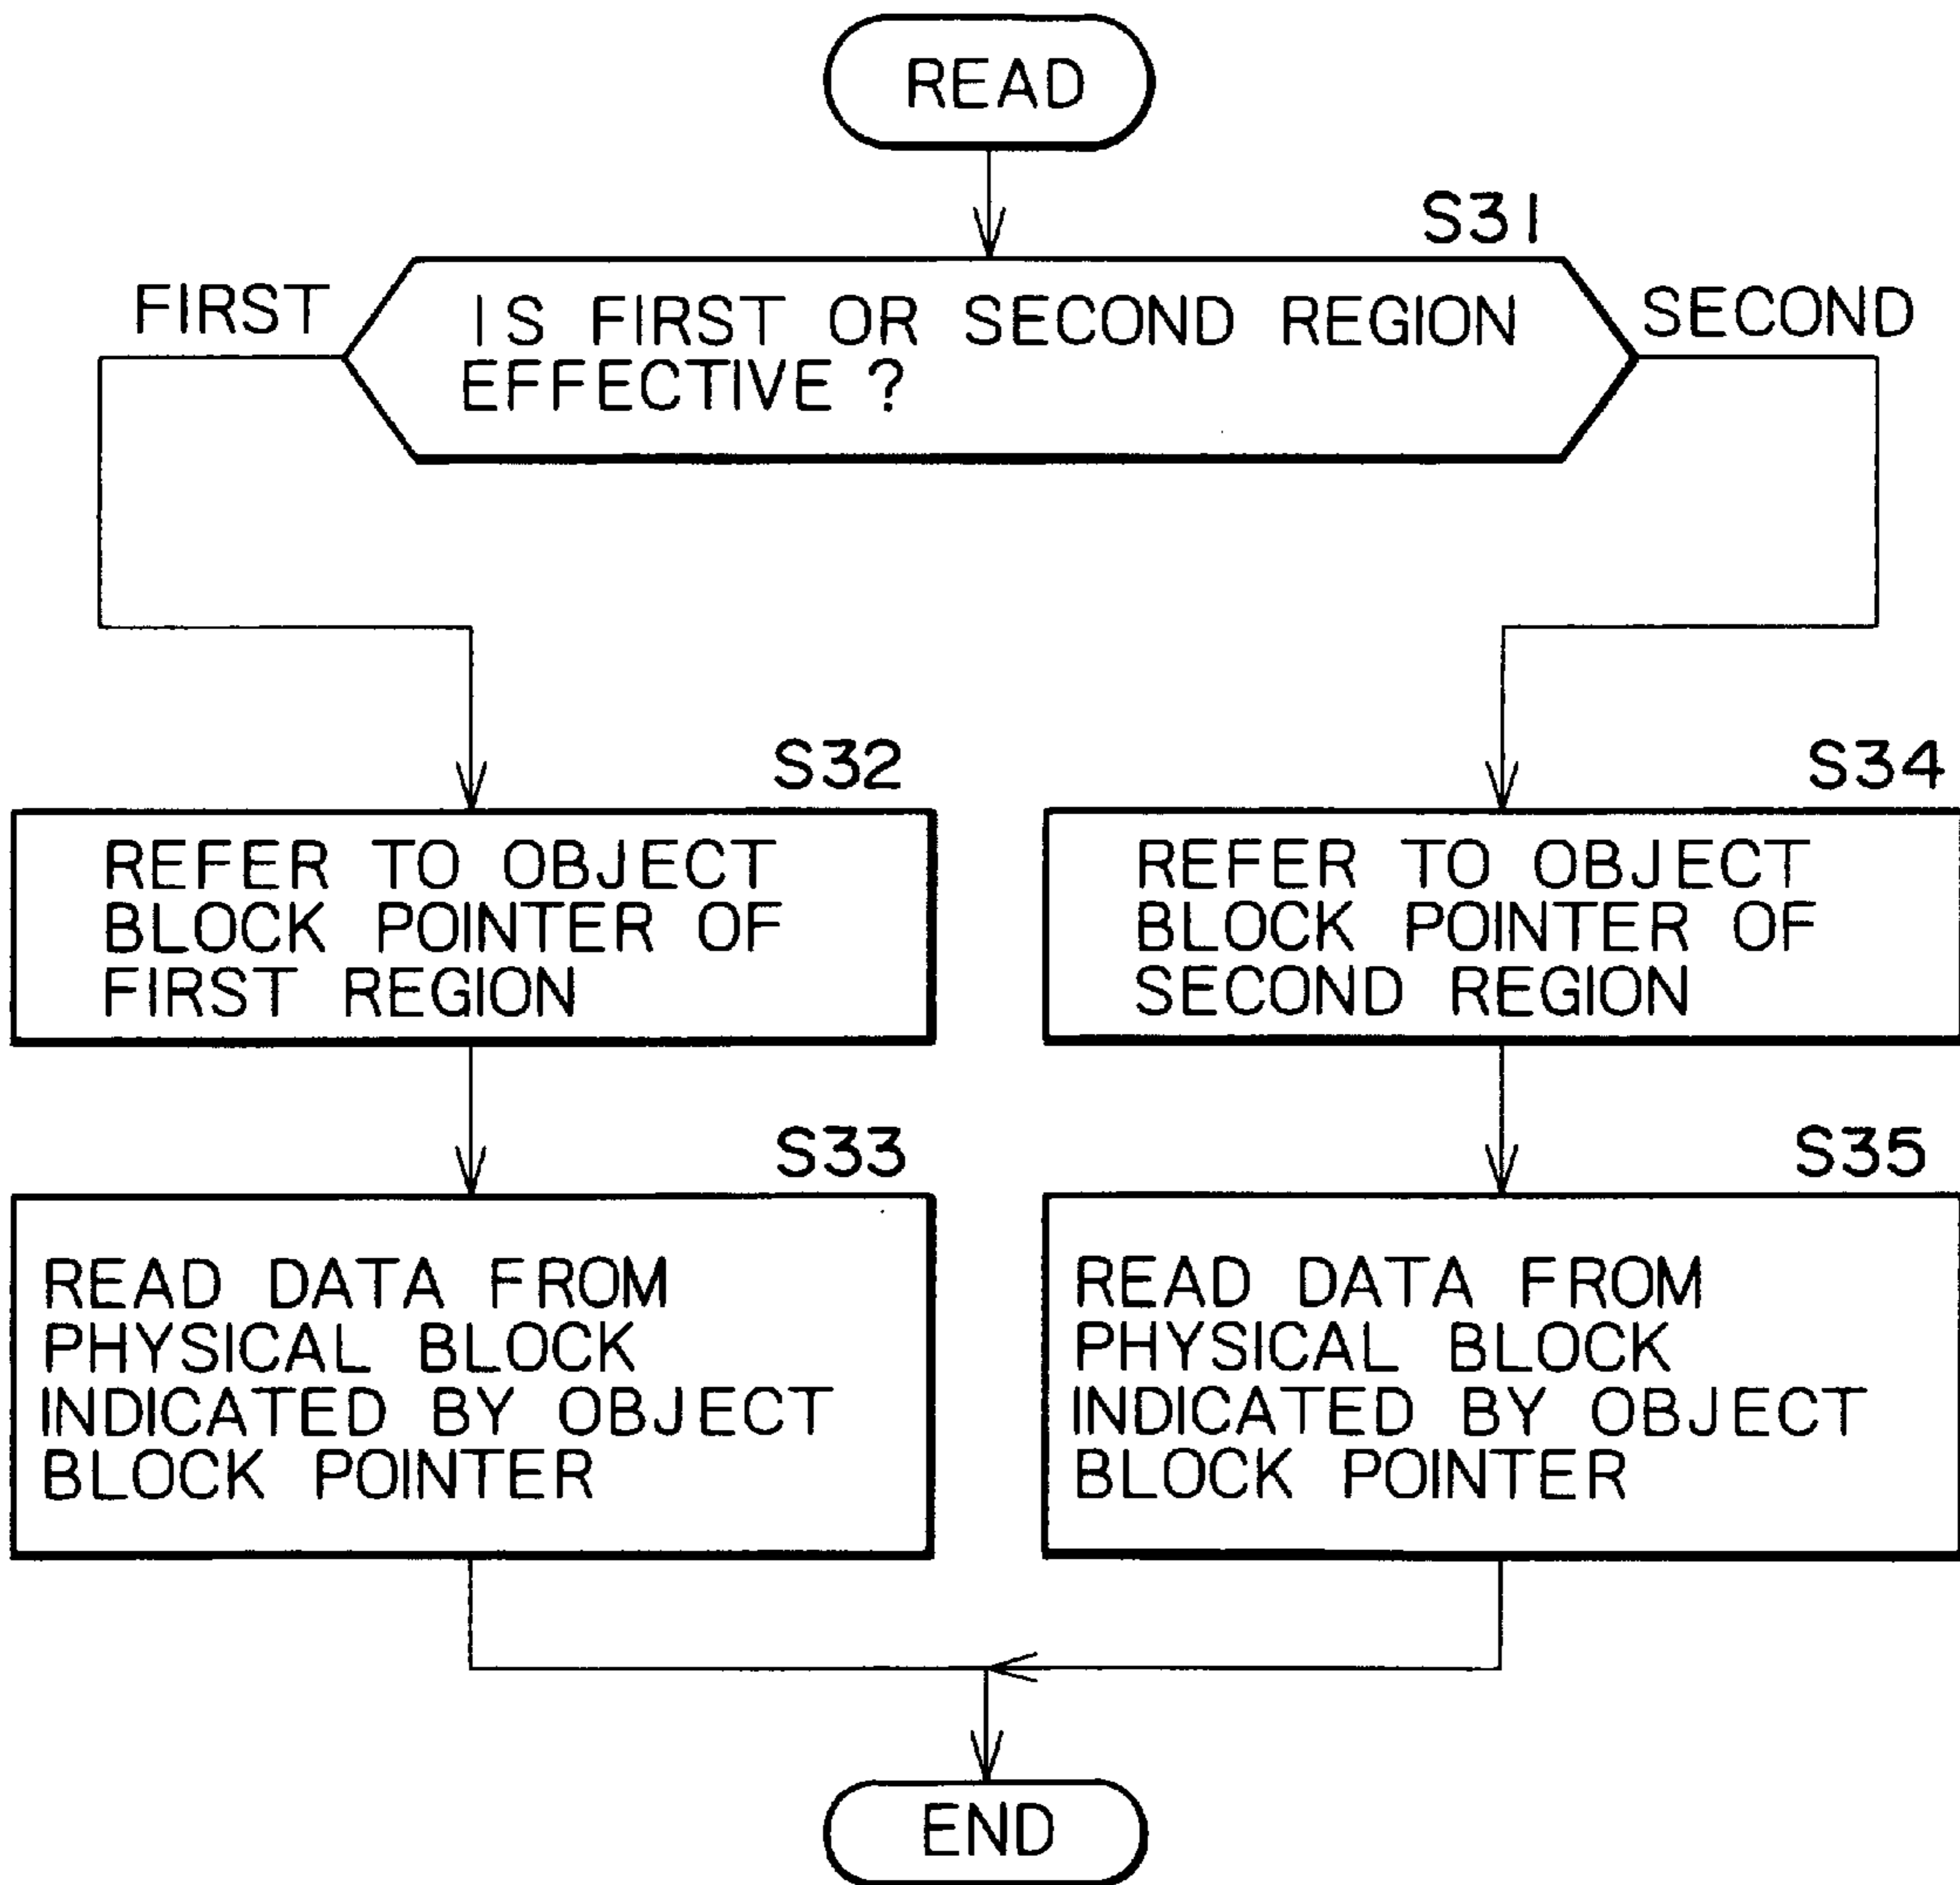 READ
S31
FIRST
IS FIRST OR SECOND REGION
EFFECTIVE ?
SECOND
S32
REFER TO OBJECT
BLOCK POINTER OF
FIRST REGION
S34
REFER TO OBJECT
BLOCK POINTER OF
SECOND REGION
S33
READ DATA FROM
PHYSICAL BLOCK
INDICATED BY OBJECT
BLOCK POINTER
S35
READ DATA FROM
PHYSICAL BLOCK
INDICATED BY OBJECT
BLOCK POINTER
END